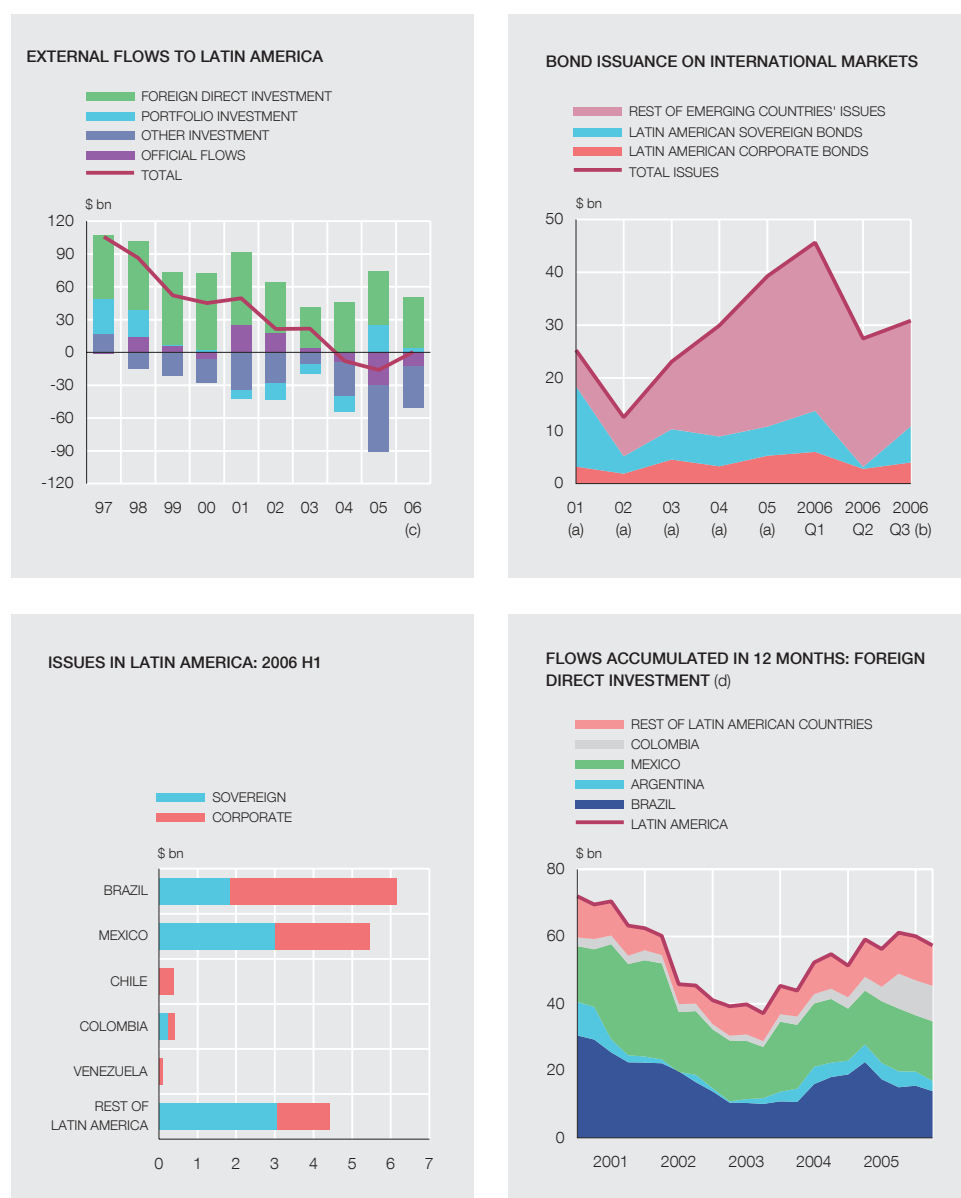 EXTERNAL FLOWS TO LATIN AMERICA
FOREIGN DIRECT INVESTMENT
PORTFOLIO INVESTMENT
OTHER INVESTMENT
OFFICIAL FLOWS
TOTAL
$ bn
120
90
60
30
0
-30
-60
-90
-120
97 98 99 00 01 02 03 04 05 06
(c)
BOND ISSUANCE ON INTERNATIONAL MARKETS
REST OF EMERGING COUNTRIES' ISSUES
LATIN AMERICAN SOVEREIGN BONDS
LATIN AMERICAN CORPORATE BONDS
TOTAL ISSUES
$ bn
50
40
30
20
10
0
01 02 03 04 05 2006 2006 2006
(a) (a) (a) (a) (a) Q1 Q2 Q3 (b)
ISSUES IN LATIN AMERICA: 2006 H1
SOVEREIGN
CORPORATE
$ bn
BRAZIL
MEXICO
CHILE
COLOMBIA
VENEZUELA
REST OF
LATIN AMERICA
0 1 2 3 4 5 6 7
FLOWS ACCUMULATED IN 12 MONTHS: FOREIGN
DIRECT INVESTMENT (d)
REST OF LATIN AMERICAN COUNTRIES
COLOMBIA
MEXICO
ARGENTINA
BRAZIL
LATIN AMERICA
$ bn
80
60
40
20
0
2001 2002 2003 2004 2005